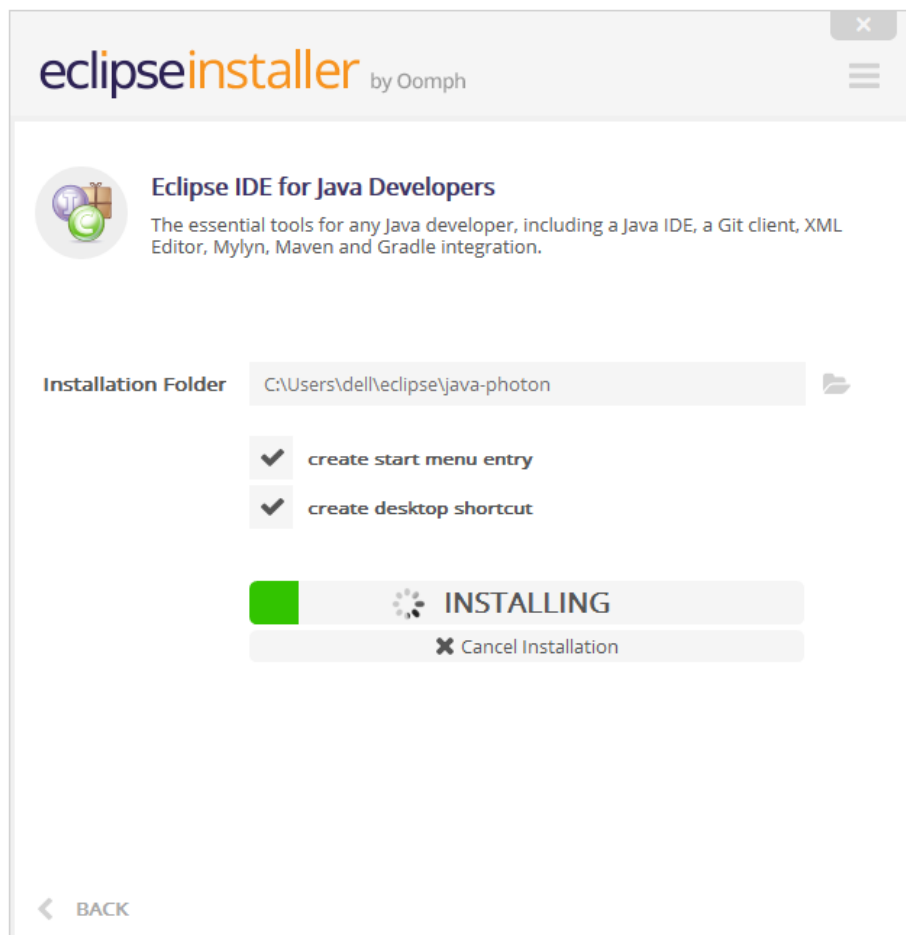 eclipseinstaller by Oomph
Eclipse IDE for Java Developers
The essential tools for any Java developer, including a Java IDE, a Git client, XML
Editor, Mylyn, Maven and Gradle integration.
Installation Folder C:\Users\dell\eclipse\java-photon
create start menu entry
create desktop shortcut
INSTALLING
Cancel Installation
BACK